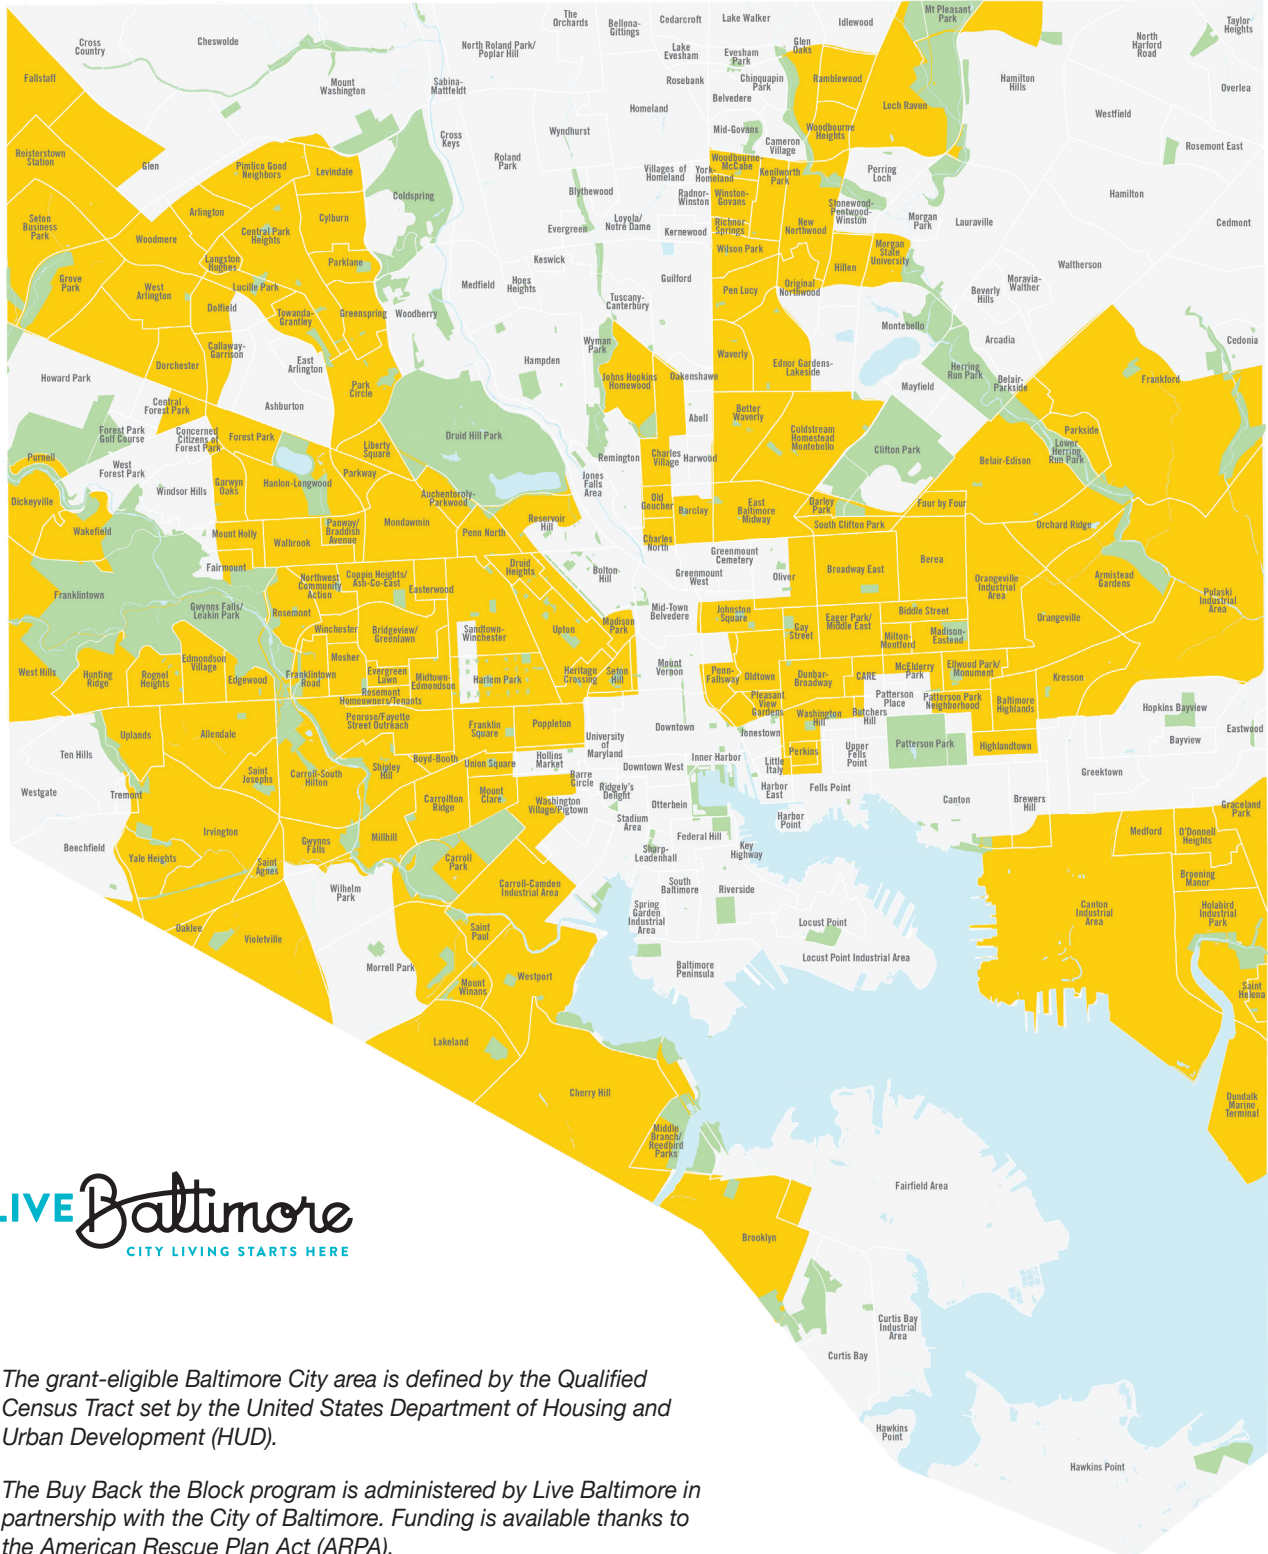 The
Orchards
Bellona-
Gittings
Cedarcroft
Lake Walker
Idlewood
Mt Pleasant
Park
Taylor
Heights
Cross
Country
Cheswolde
North Roland Park/
Poplar Hill
Lake
Evesham
Evesham
Park
Glen
Oaks
North
Harford
Road
Fallstaff
Mount
Washington
Sabina-
Mattfeldt
Rosebank
Chinquapin
Park
Ramblewood
Hamilton
Hills
Overlea
Belvedere
Homeland
Loch Raven
Westfield
Mid-Govans
Woodbourne
Heights
Wyndhurst
Cross
Keys
Cameron
Village
Rosemont East
Reisterstown
Station
Glen
Pimlico Good
Neighbors
Levindale
Roland
Park
Villages of
Homeland
York-
Homeland
Woodbourne-
McCabe
Kenilworth
Park
Perring
Loch
Coldspring
Blythewood
Radnor-
Winston
Winston-
Govans
Hamilton
Seton
Business
Park
Arlington
Cylburn
Loyola/
Notre Dame
Stonewood-
Pentwood-
Winston
Morgan
Park
Lauraville
Cedmont
Woodmere
Central Park
Heights
Evergreen
Kernewood
Richnor
Springs
New
Northwood
Langston
Hughes
Parklane
Keswick
Wilson Park
Morgan
State
University
Waltherson
Grove
Park
West
Arlington
Lucille Park
Medfield
Hoes
Heights
Guilford
Pen Lucy
Original
Northwood
Hillen
Beverly
Hills
Moravia-
Walther
Dolfield
Towanda-
Grantley
Greenspring
Woodberry
Tuscany-
Canterbury
Montebello
Arcadia
Cedonia
Dorchester
Callaway-
Garrison
East
Arlington
Hampden
Wyman
Park
Waverly
Ednor Gardens-
Lakeside
Herring
Run Park
Howard Park
Park
Circle
Johns Hopkins
Homewood
Oakenshawe
Mayfield
Belair-
Parkside
Frankford
Central
Forest Park
Ashburton
Abell
Better
Waverly
Forest Park
Golf Course
Concerned
Citizens of
Forest Park
Forest Park
Druid Hill Park
Coldstream
Homestead
Montebello
Clifton Park
Parkside
Lower
Herring
Run Park
Purnell
West
Forest Park
Liberty
Square
Remington
Charles
Village
Harwood
Belair-Edison
Dickeyville
Windsor Hills
Garwyn
Oaks
Hanlon-Longwood
Parkway
Auchentoroly-
Parkwood
Jones
Falls
Area
Old
Goucher
Barclay
East
Baltimore
Midway
Darley
Park
Four by Four
Wakefield
Mount Holly
Walbrook
Panway/
Braddish
Avenue
Mondawmin
Penn North
Reservoir
Hill
Charles
North
South Clifton Park
Orchard Ridge
Fairmount
Greenmount
Cemetery
Berea
Franklintown
Northwest
Community
Action
Coppin Heights/
Ash-Co-East
Easterwood
Druid
Heights
Bolton
Hill
Greenmount
West
Oliver
Broadway East
Orangeville
Industrial
Area
Armistead
Gardens
Pulaski
Industrial
Area
Gwynns Falls/
Leakin Park
Rosemont
Winchester
Bridgeview/
Greenlawn
Sandtown-
Winchester
Upton
Madison
Park
Mid-Town
Belvedere
Johnston
Square
Gay
Street
Eager Park/
Middle East
Biddle Street
Milton-
Montford
Madison-
Eastend
Orangeville
West Hills
Hunting
Ridge
Rognel
Heights
Edmondson
Village
Edgewood
Franklintown
Road
Mosher
Evergreen
Lawn
Midtown-
Edmondson
Harlem Park
Heritage
Crossing
Seton
Hill
Mount
Vernon
Penn-
Fallsway
Oldtown
Dunbar-
Broadway
CARE
McElderry
Park
Ellwood Park/
Monument
Kresson
Rosemont
Homeowners/Tenants
Pleasant
View
Gardens
Patterson
Place
Patterson Park
Neighborhood
Baltimore
Highlands
Hopkins Bayview
Uplands
Allendale
Penrose/Fayette
Street Outreach
Franklin
Square
Poppleton
Downtown
Jonestown
Washington
Hill
Butchers
Hill
Eastwood
Bayview
Ten Hills
University
of
Maryland
Perkins
Upper
Fells
Point
Patterson Park
Highlandtown
Saint
Josephs
Carroll-South
Hilton
Shipley
Hill
Boyd-Booth
Union Square
Hollins
Market
Downtown West
Inner Harbor
Little
Italy
Greektown
Westgate
Tremont
Carrollton
Ridge
Mount
Clare
Barre
Circle
Ridgely's
Delight
Harbor
East
Fells Point
Canton
Brewers
Hill
Graceland
Park
Washington
Village/Pigtown
Otterbein
Harbor
Point
Irvington
Stadium
Area
Medford
O'Donnell
Heights
Beechfield
Yale Heights
Gwynns
Falls
Millhill
Federal Hill
Sharp-
Leadenhall
Key
Highway
Saint
Agnes
Carroll
Park
Broening
Manor
Wilhelm
Park
Carroll-Camden
Industrial Area
South
Baltimore
Riverside
Spring
Garden
Industrial
Area
Locust Point
Canton
Industrial
Area
Holabird
Industrial
Park
Oaklee
Violetville
Saint
Paul
Locust Point Industrial Area
Morrell Park
Mount
Winans
Westport
Baltimore
Peninsula
Saint
Helena
Lakeland
Cherry Hill
Dundalk
Marine
Terminal
Middle
Branch/
Reedbird
Parks
Fairfield Area
LIVE Baltimore
CITY LIVING STARTS HERE
Brooklyn
Curtis Bay
Industrial
Area
Curtis Bay
Hawkins
Point
Hawkins Point
The grant-eligible Baltimore City area is defined by the Qualified
Census Tract set by the United States Department of Housing and
Urban Development (HUD).
The Buy Back the Block program is administered by Live Baltimore in
partnership with the City of Baltimore. Funding is available thanks to
the American Rescue Plan Act (ARPA).